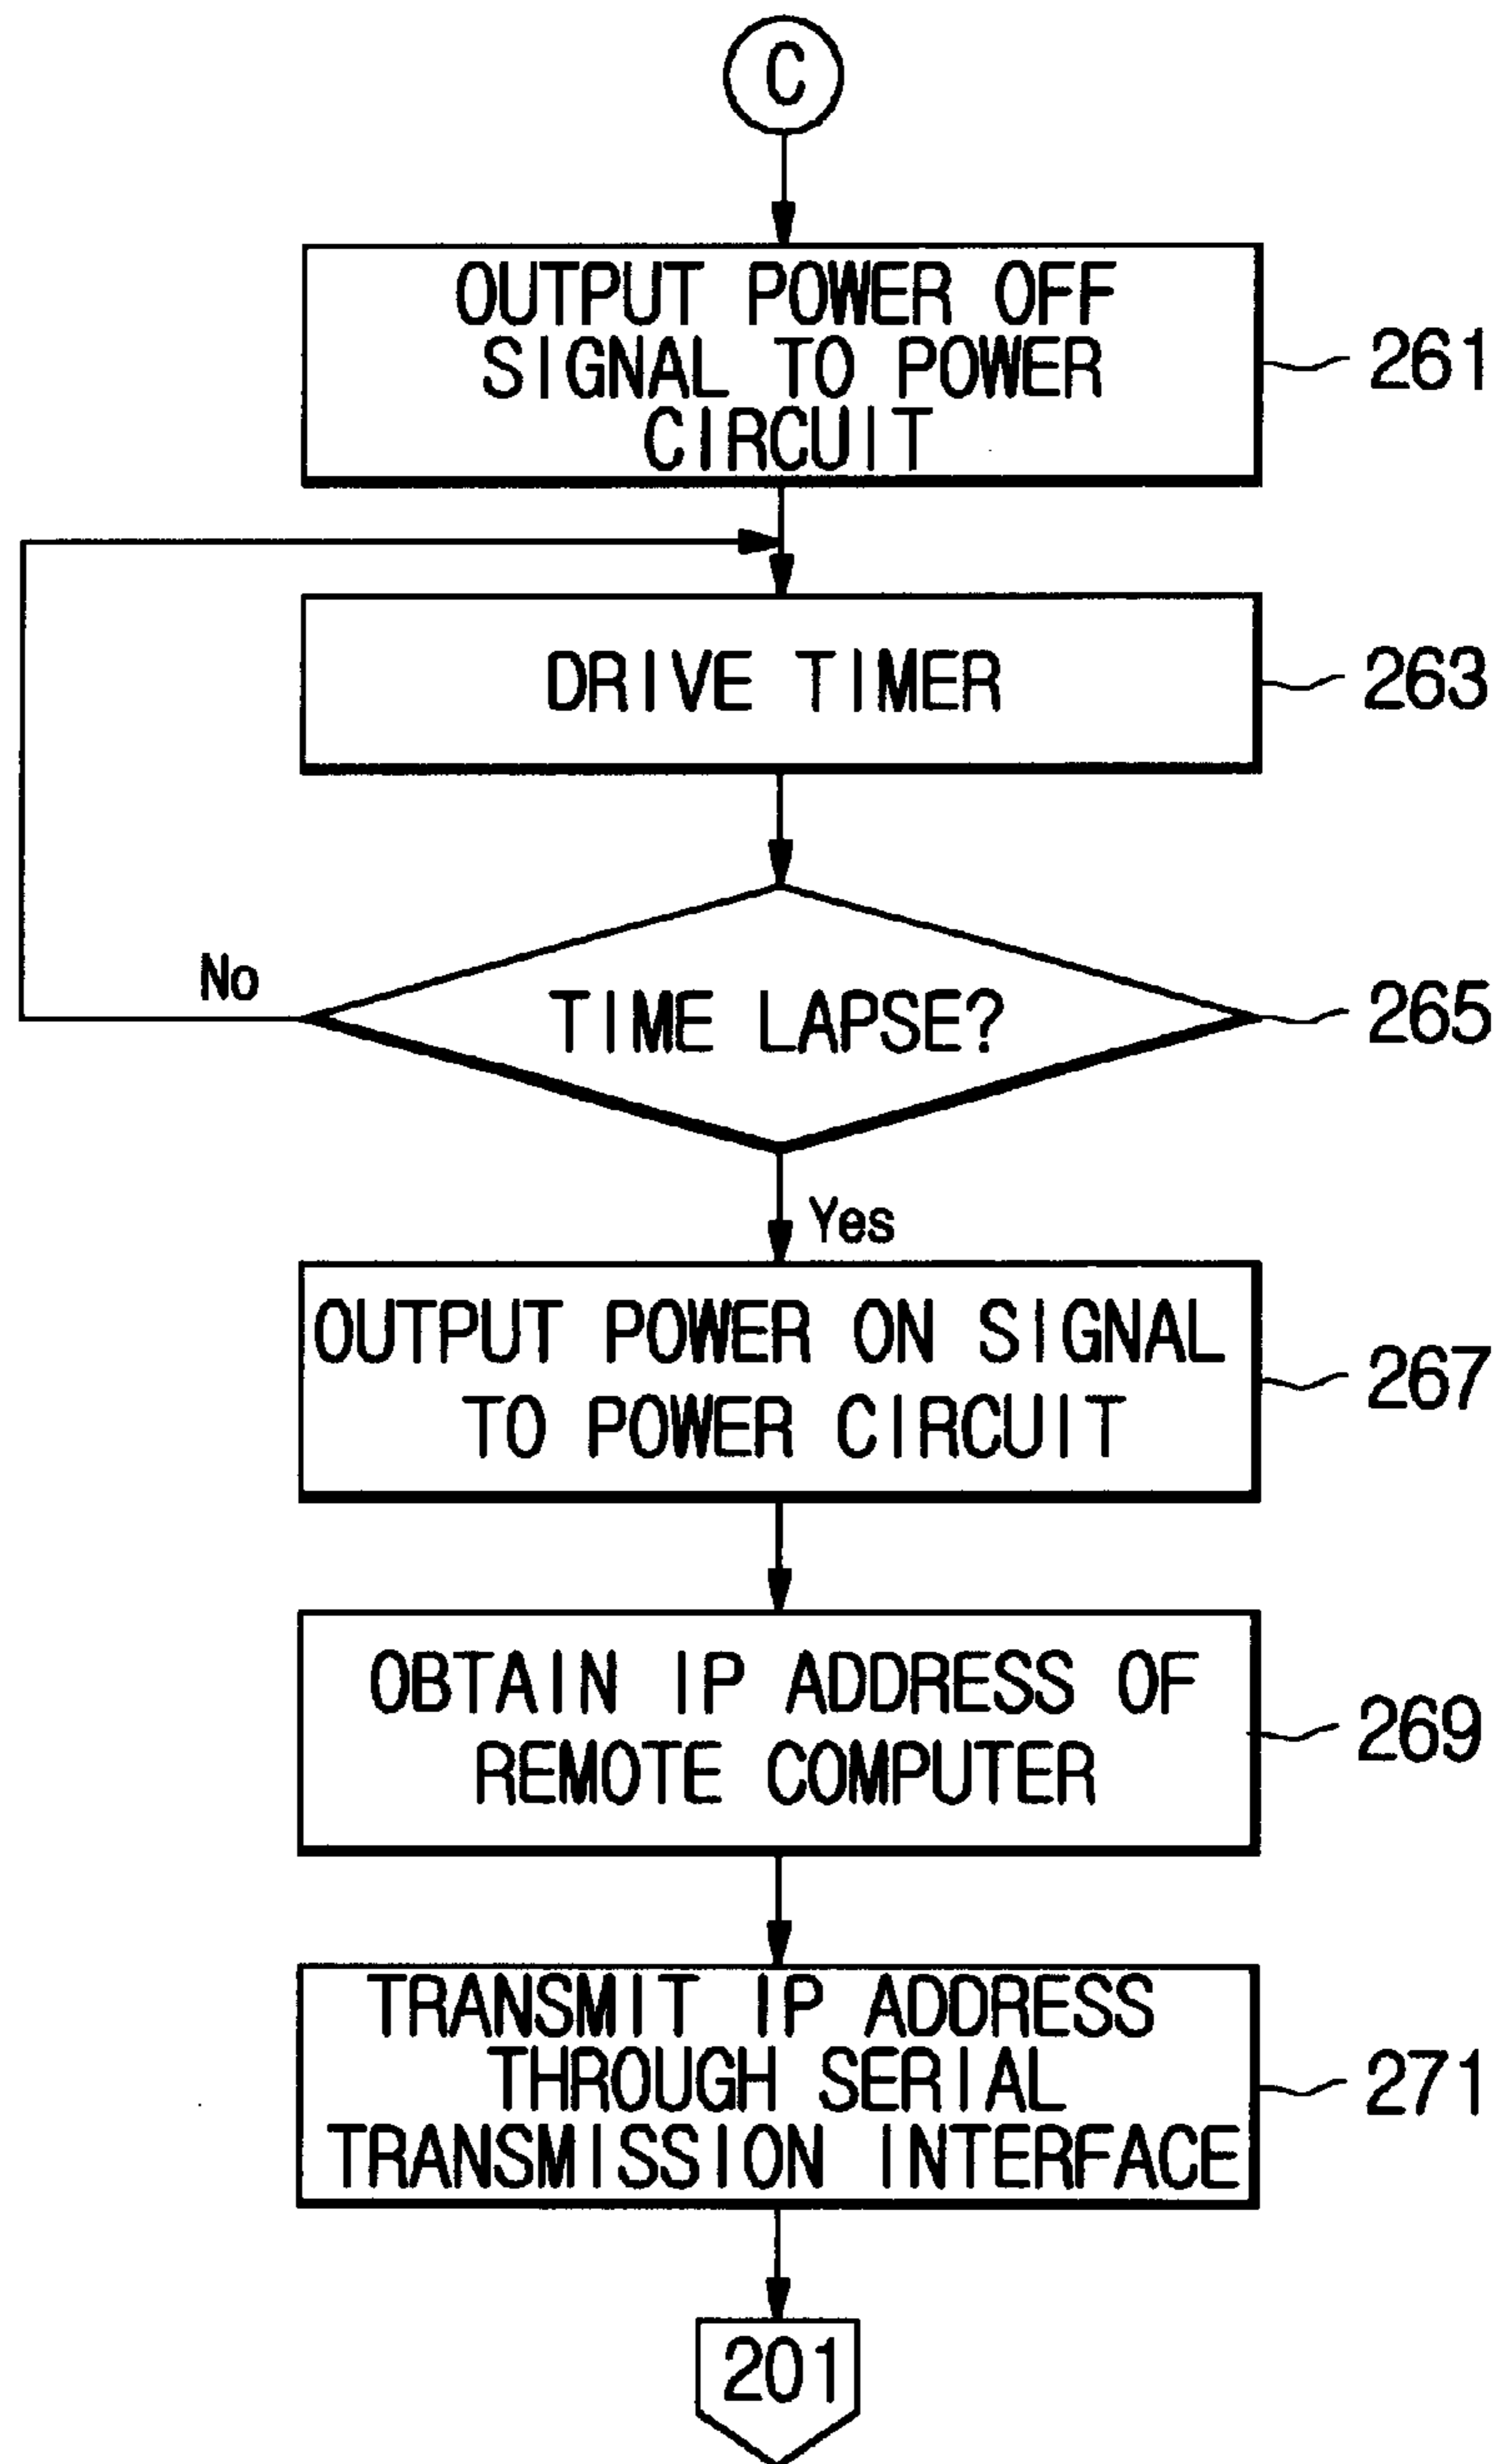 C
OUTPUT POWER OFF
SIGNAL TO POWER
CIRCUIT
261
DRIVE TIMER
263
No
TIME LAPSE?
265
Yes
OUTPUT POWER ON SIGNAL
TO POWER CIRCUIT
267
OBTAIN IP ADDRESS OF
REMOTE COMPUTER
269
TRANSMIT IP ADDRESS
THROUGH SERIAL
TRANSMISSION INTERFACE
271
201